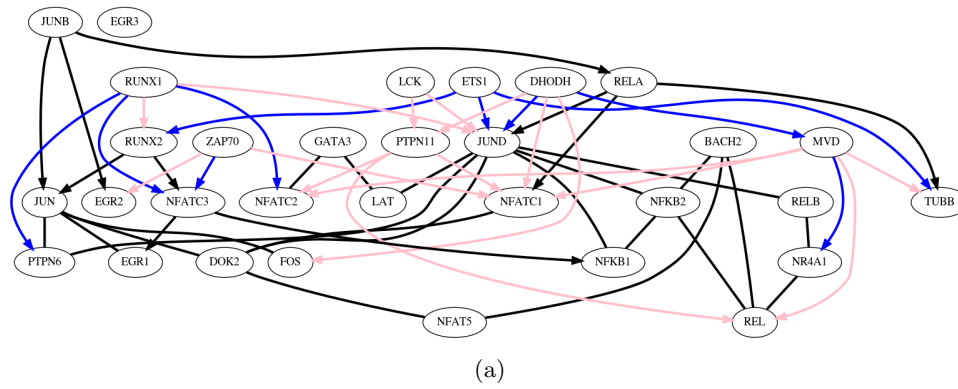 JUNB EGR3
RUNX1 LCK ETS1 DHODH RELA
RUNX2 ZAP70 GATA3 PTPN11 JUND BACH2 MVD
JUN EGR2 NFATC3 NFATC2 LAT NFATC1 NFKB2 RELB TUBB
PTPN6 EGR1 DOK2 FOS NFKB1 NR4A1
NFAT5 REL
(a)